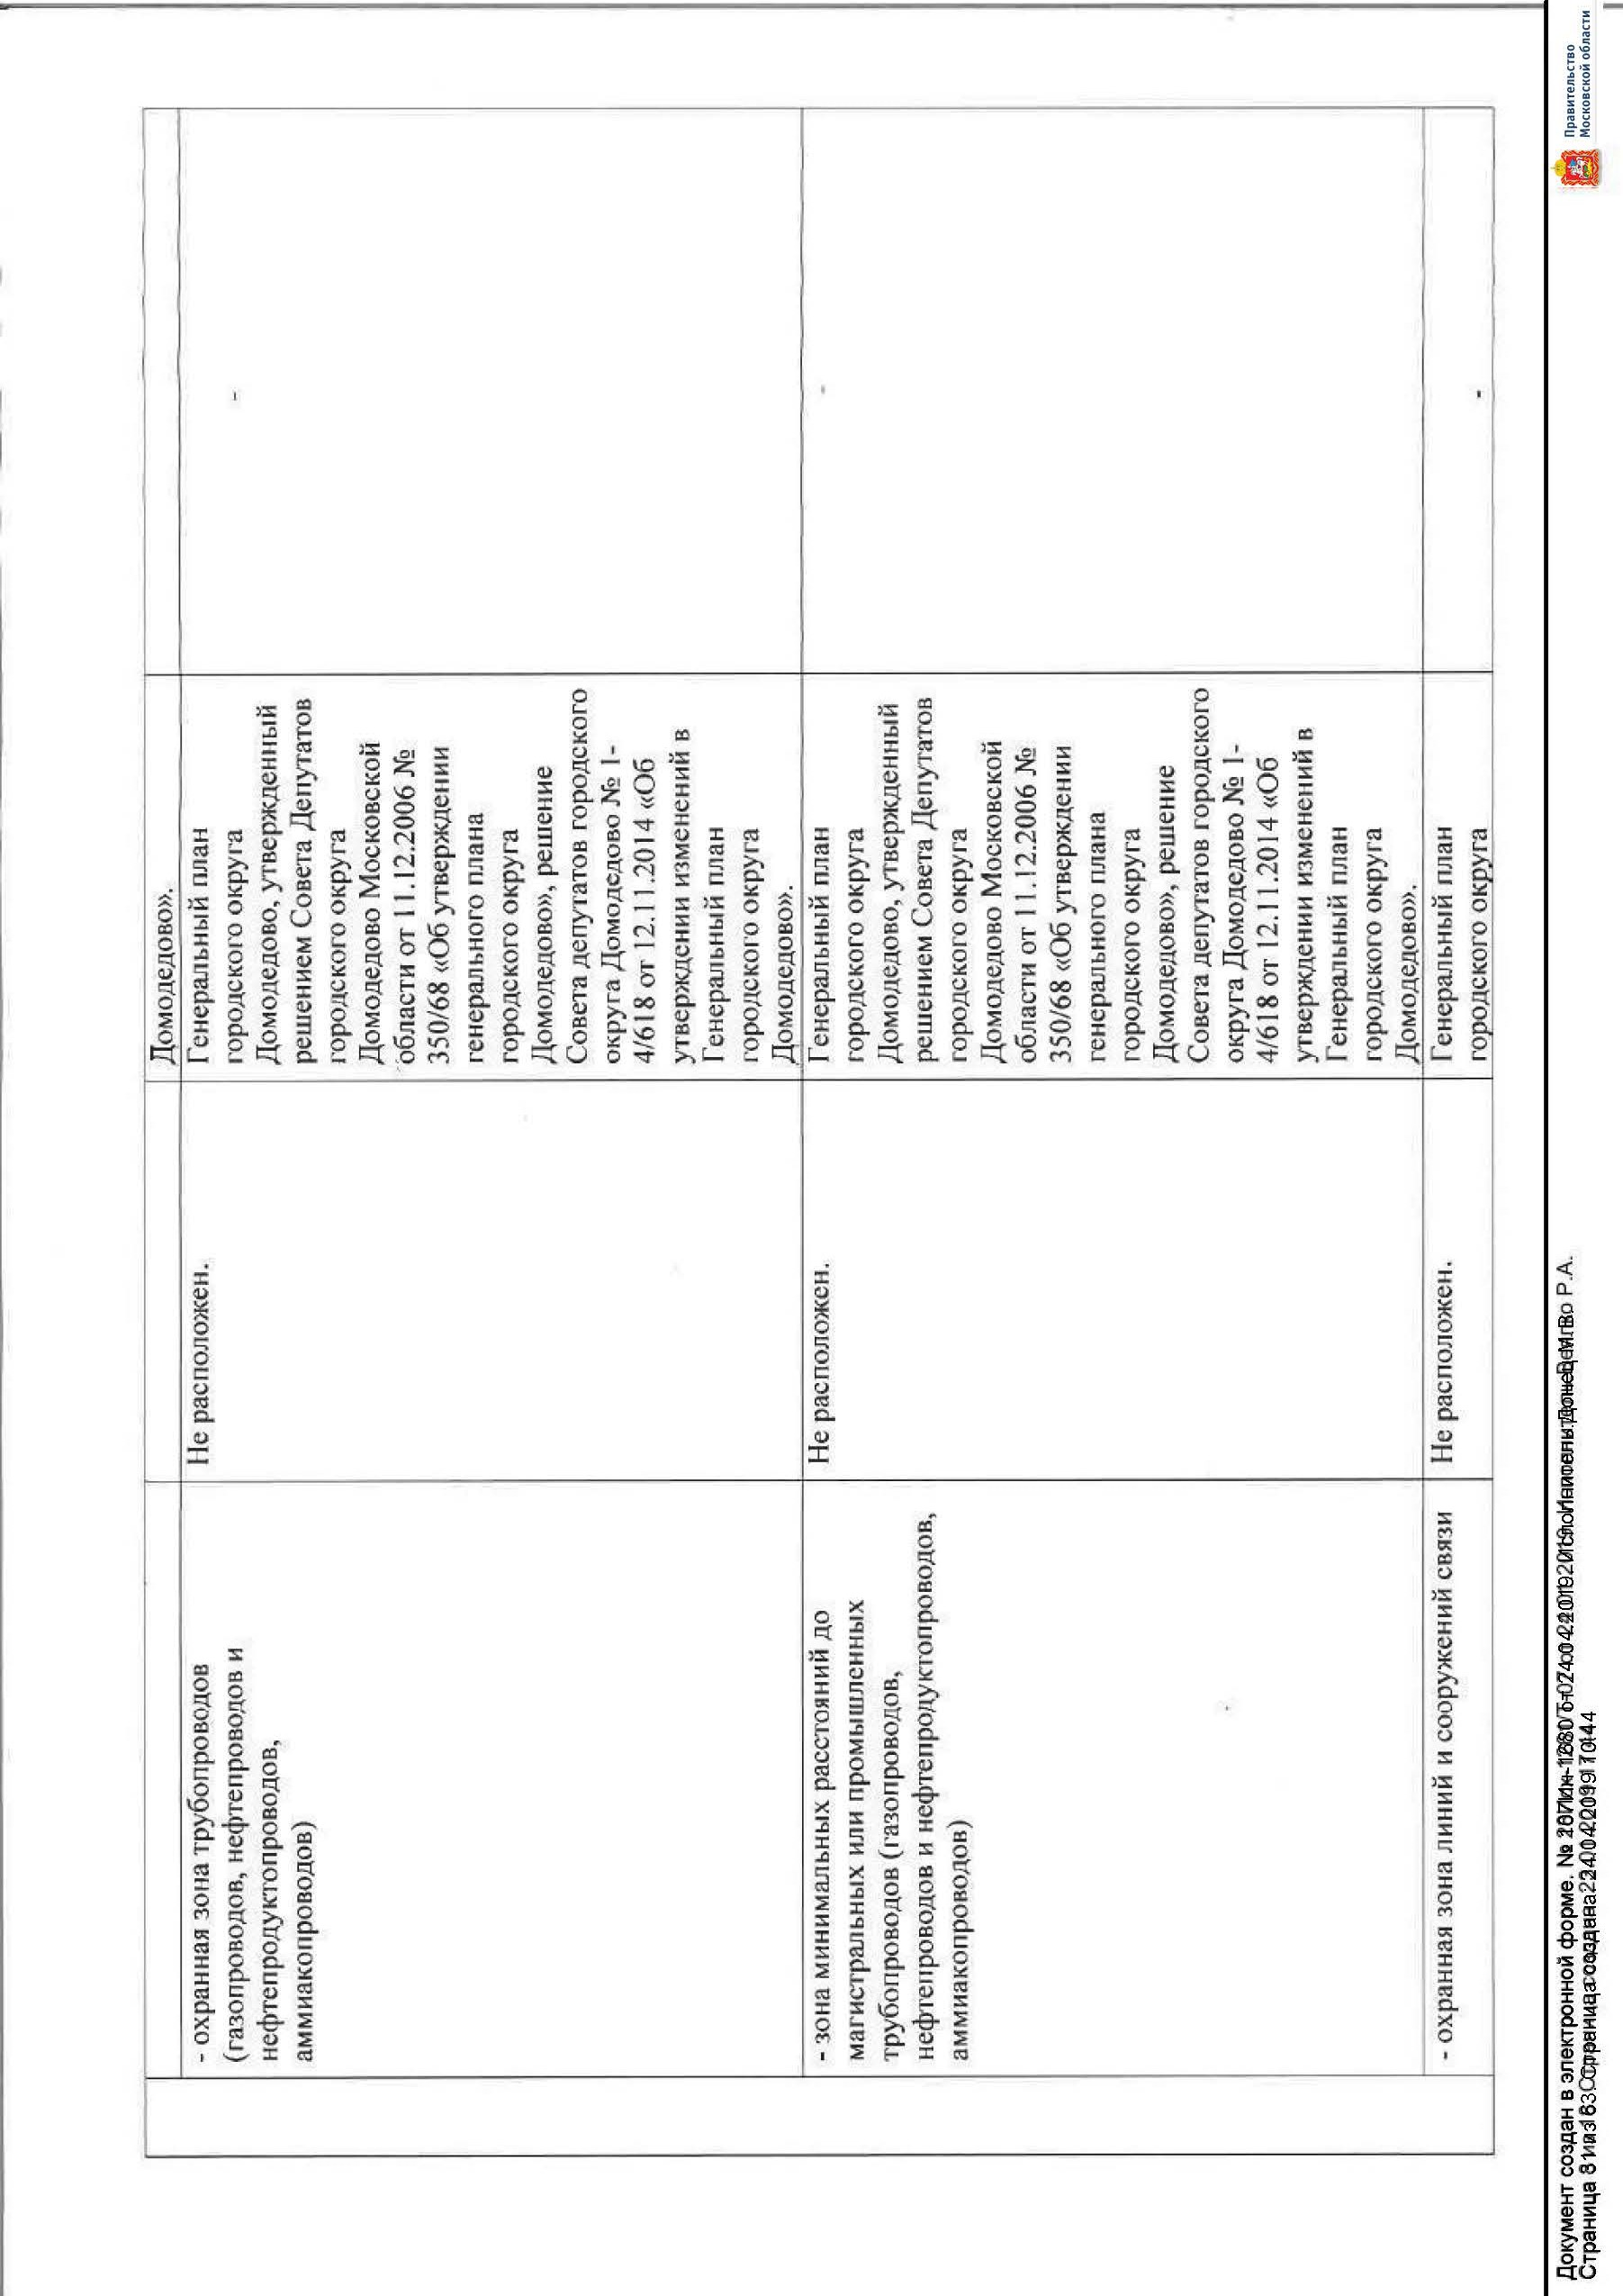 Домодедово».
- охранная зона трубопроводов
(газопроводов, нефтепроводов и
нефтепродуктопроводов,
аммиакопроводов)
Не расположен.
Генеральный план
городского округа
Домодедово, утвержденный
решением Совета Депутатов
городского округа
Домодедово Московской
области от 11.12.2006 №
350/68 «Об утверждении
генерального плана
городского округа
Домодедово», решение
Совета депутатов городского
округа Домодедово № 1-
4/618 от 12.11.2014 «Об
утверждении изменений в
Генеральный план
городского округа
Домодедово».
-
- зона минимальных расстояний до
магистральных или промышленных
трубопроводов (газопроводов,
нефтепроводов и нефтепродуктопроводов,
аммиакопроводов)
Не расположен.
Генеральный план
городского округа
Домодедово, утвержденный
решением Совета Депутатов
городского округа
Домодедово Московской
области от 11.12.2006 №
350/68 «Об утверждении
генерального плана
городского округа
Домодедово», решение
Совета депутатов городского
округа Домодедово № 1-
4/618 от 12.11.2014 «Об
утверждении изменений в
Генеральный план
городского округа
Домодедово».
-
- охранная зона линий и сооружений связи
Не расположен.
Генеральный план
городского округа
-
Документ создан в электронной форме. №
Страница
Правительство
Московской области